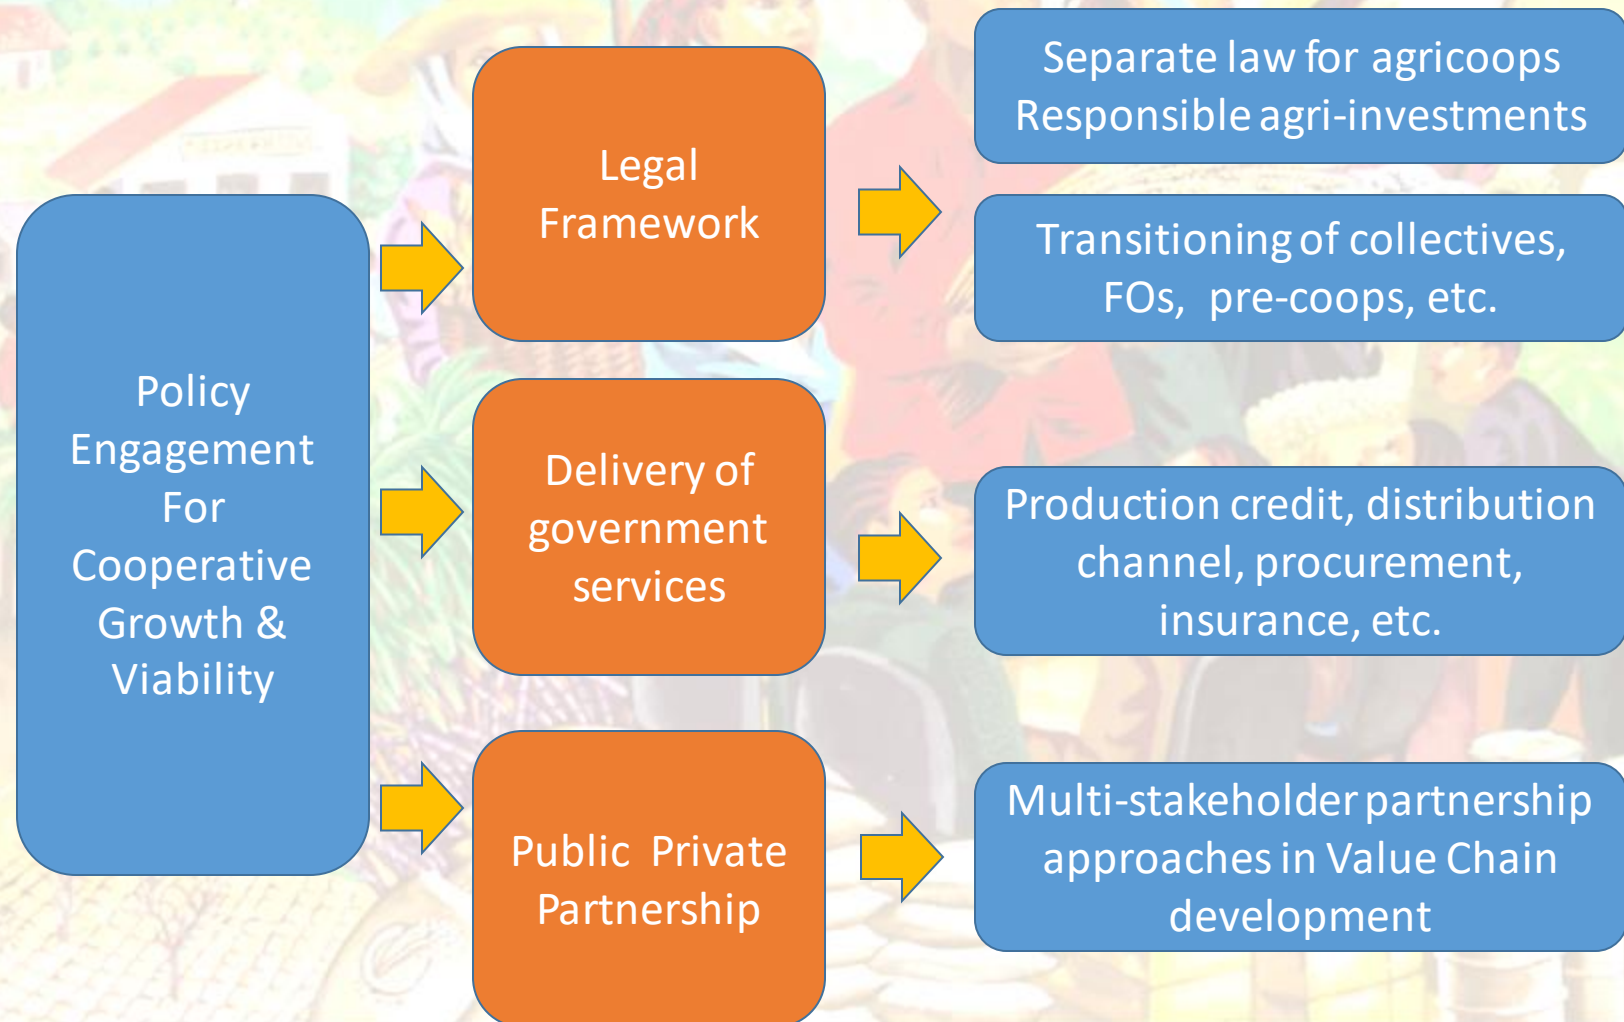 Policy
Engagement
For
Cooperative
Growth &
Viability
Legal
Framework
Separate law for agricoops
Responsible agri-investments
Transitioning of collectives,
FOs, pre-coops, etc.
Delivery of
government
services
Production credit, distribution
channel, procurement,
insurance, etc.
Public Private
Partnership
Multi-stakeholder partnership
approaches in Value Chain
development